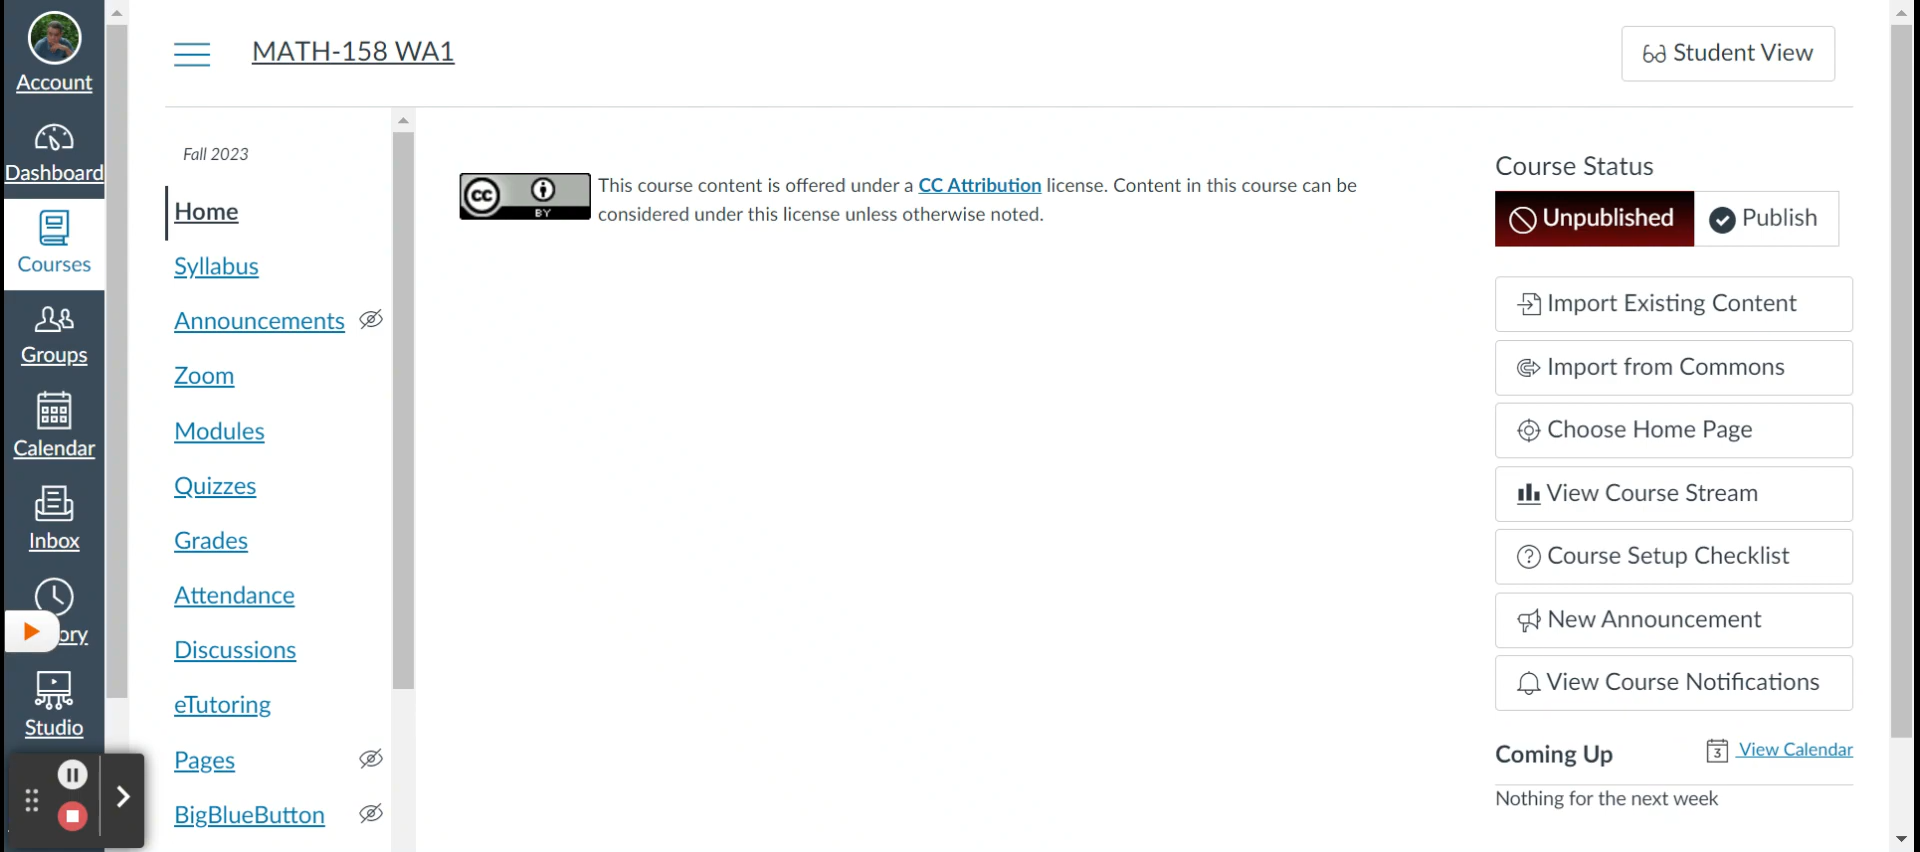 Account
Dashboard
Courses
Groups
Calendar
Inbox
ory
Studio
MATH-158 WA1
Student View
Fall 2023
Home
Syllabus
Announcements
Zoom
Modules
Quizzes
Grades
Attendance
Discussions
eTutoring
Pages
BigBlueButton
cc BY
This course content is offered under a CC Attribution license. Content in this course can be
considered under this license unless otherwise noted.
Course Status
Unpublished
Publish
Import Existing Content
Import from Commons
Choose Home Page
View Course Stream
Course Setup Checklist
New Announcement
View Course Notifications
Coming Up
3 View Calendar
Nothing for the next week